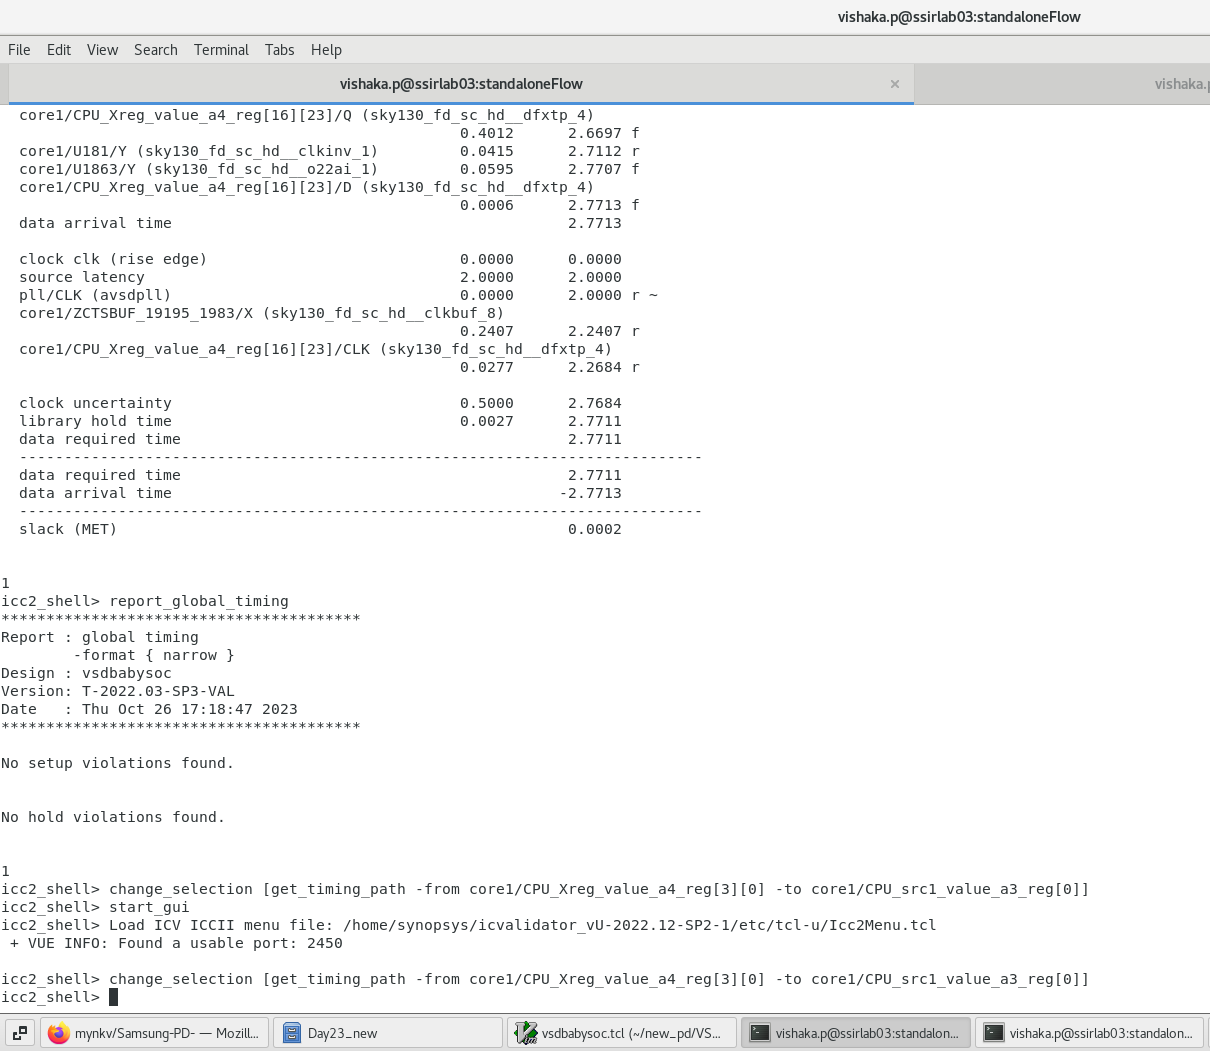 vishaka.p@ssirlab03:standaloneFlow
File Edit View Search Terminal Tabs Help
vishaka.p@ssirlab03:standaloneFlow × vishaka.p
core1/CPU_Xreg_value_a4_reg[16][23]/Q (sky130_fd_sc_hd__dfxtp_4)
0.4012 2.6697 f
core1/U181/Y (sky130_fd_sc_hd__clkinv_1) 0.0415 2.7112 r
core1/U1863/Y (sky130_fd_sc_hd__o22ai_1) 0.0595 2.7707 f
core1/CPU_Xreg_value_a4_reg[16][23]/D (sky130_fd_sc_hd__dfxtp_4)
0.0006 2.7713 f
data arrival time 2.7713
clock clk (rise edge) 0.0000 0.0000
source latency 2.0000 2.0000
pll/CLK (avsdpll) 0.0000 2.0000 r ~
core1/ZCTSBUF_19195_1983/X (sky130_fd_sc_hd__clkbuf_8)
0.2407 2.2407 r
core1/CPU_Xreg_value_a4_reg[16][23]/CLK (sky130_fd_sc_hd__dfxtp_4)
0.0277 2.2684 r
clock uncertainty 0.5000 2.7684
library hold time 0.0027 2.7711
data required time 2.7711
----------------------------------------------------------------------------
data required time 2.7711
data arrival time -2.7713
----------------------------------------------------------------------------
slack (MET) 0.0002
1
icc2_shell> report_global_timing
****************************************
Report : global timing
-format { narrow }
Design : vsdbabysoc
Version: T-2022.03-SP3-VAL
Date : Thu Oct 26 17:18:47 2023
****************************************
No setup violations found.
No hold violations found.
1
icc2_shell> change_selection [get_timing_path -from core1/CPU_Xreg_value_a4_reg[3][0] -to core1/CPU_src1_value_a3_reg[0]]
icc2_shell> start_gui
icc2_shell> Load ICV ICCII menu file: /home/synopsys/icvalidator_vU-2022.12-SP2-1/etc/tcl-u/Icc2Menu.tcl
+ VUE INFO: Found a usable port: 2450
icc2_shell> change_selection [get_timing_path -from core1/CPU_Xreg_value_a4_reg[3][0] -to core1/CPU_src1_value_a3_reg[0]]
icc2_shell>
mynkv/Samsung-PD- — Mozill... Day23_new vsdbabysoc.tcl (~/new_pd/VS... vishaka.p@ssirlab03:standalon... vishaka.p@ssirlab03:standalon...